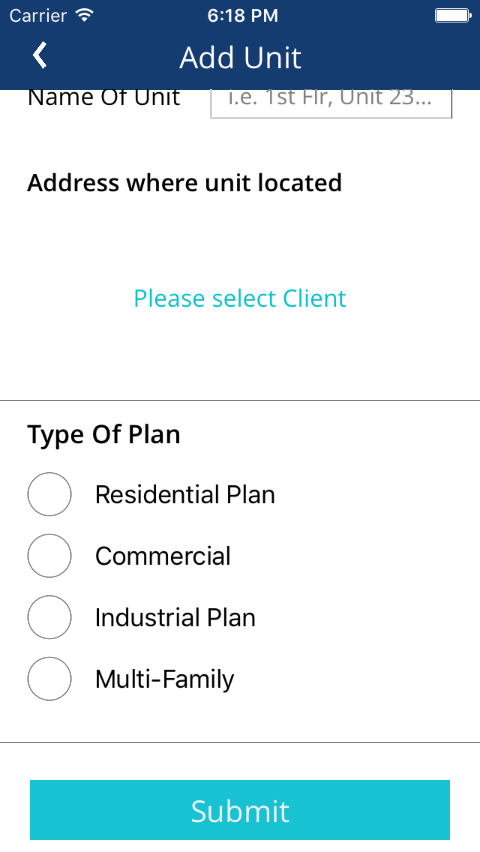 Carrier 6:18 PM
Add Unit
Name Of Unit i.e. 1st Flr, Unit 23...
Address where unit located
Please select Client
Type Of Plan
Residential Plan
Commercial
Industrial Plan
Multi-Family
Submit